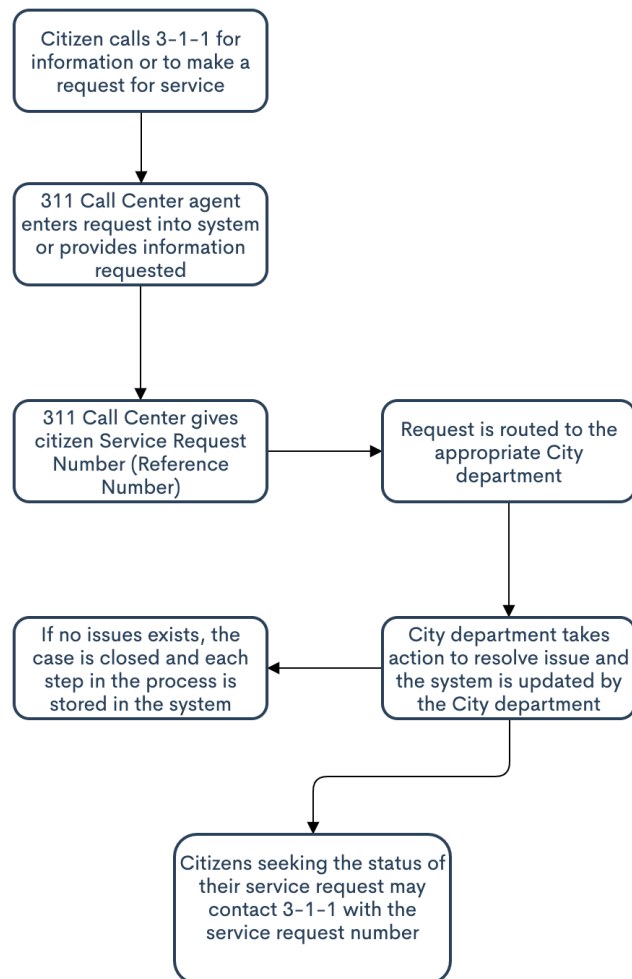 Citizen calls 3-1-1 for
information or to make a
request for service
311 Call Center agent
enters request into system
or provides information
requested
311 Call Center gives
citizen Service Request
Number (Reference
Number)
Request is routed to the
appropriate City
department
If no issues exists, the
case is closed and each
step in the process is
stored in the system
City department takes
action to resolve issue and
the system is updated by
the City department
Citizens seeking the status of
their service request may
contact 3-1-1 with the
service request number